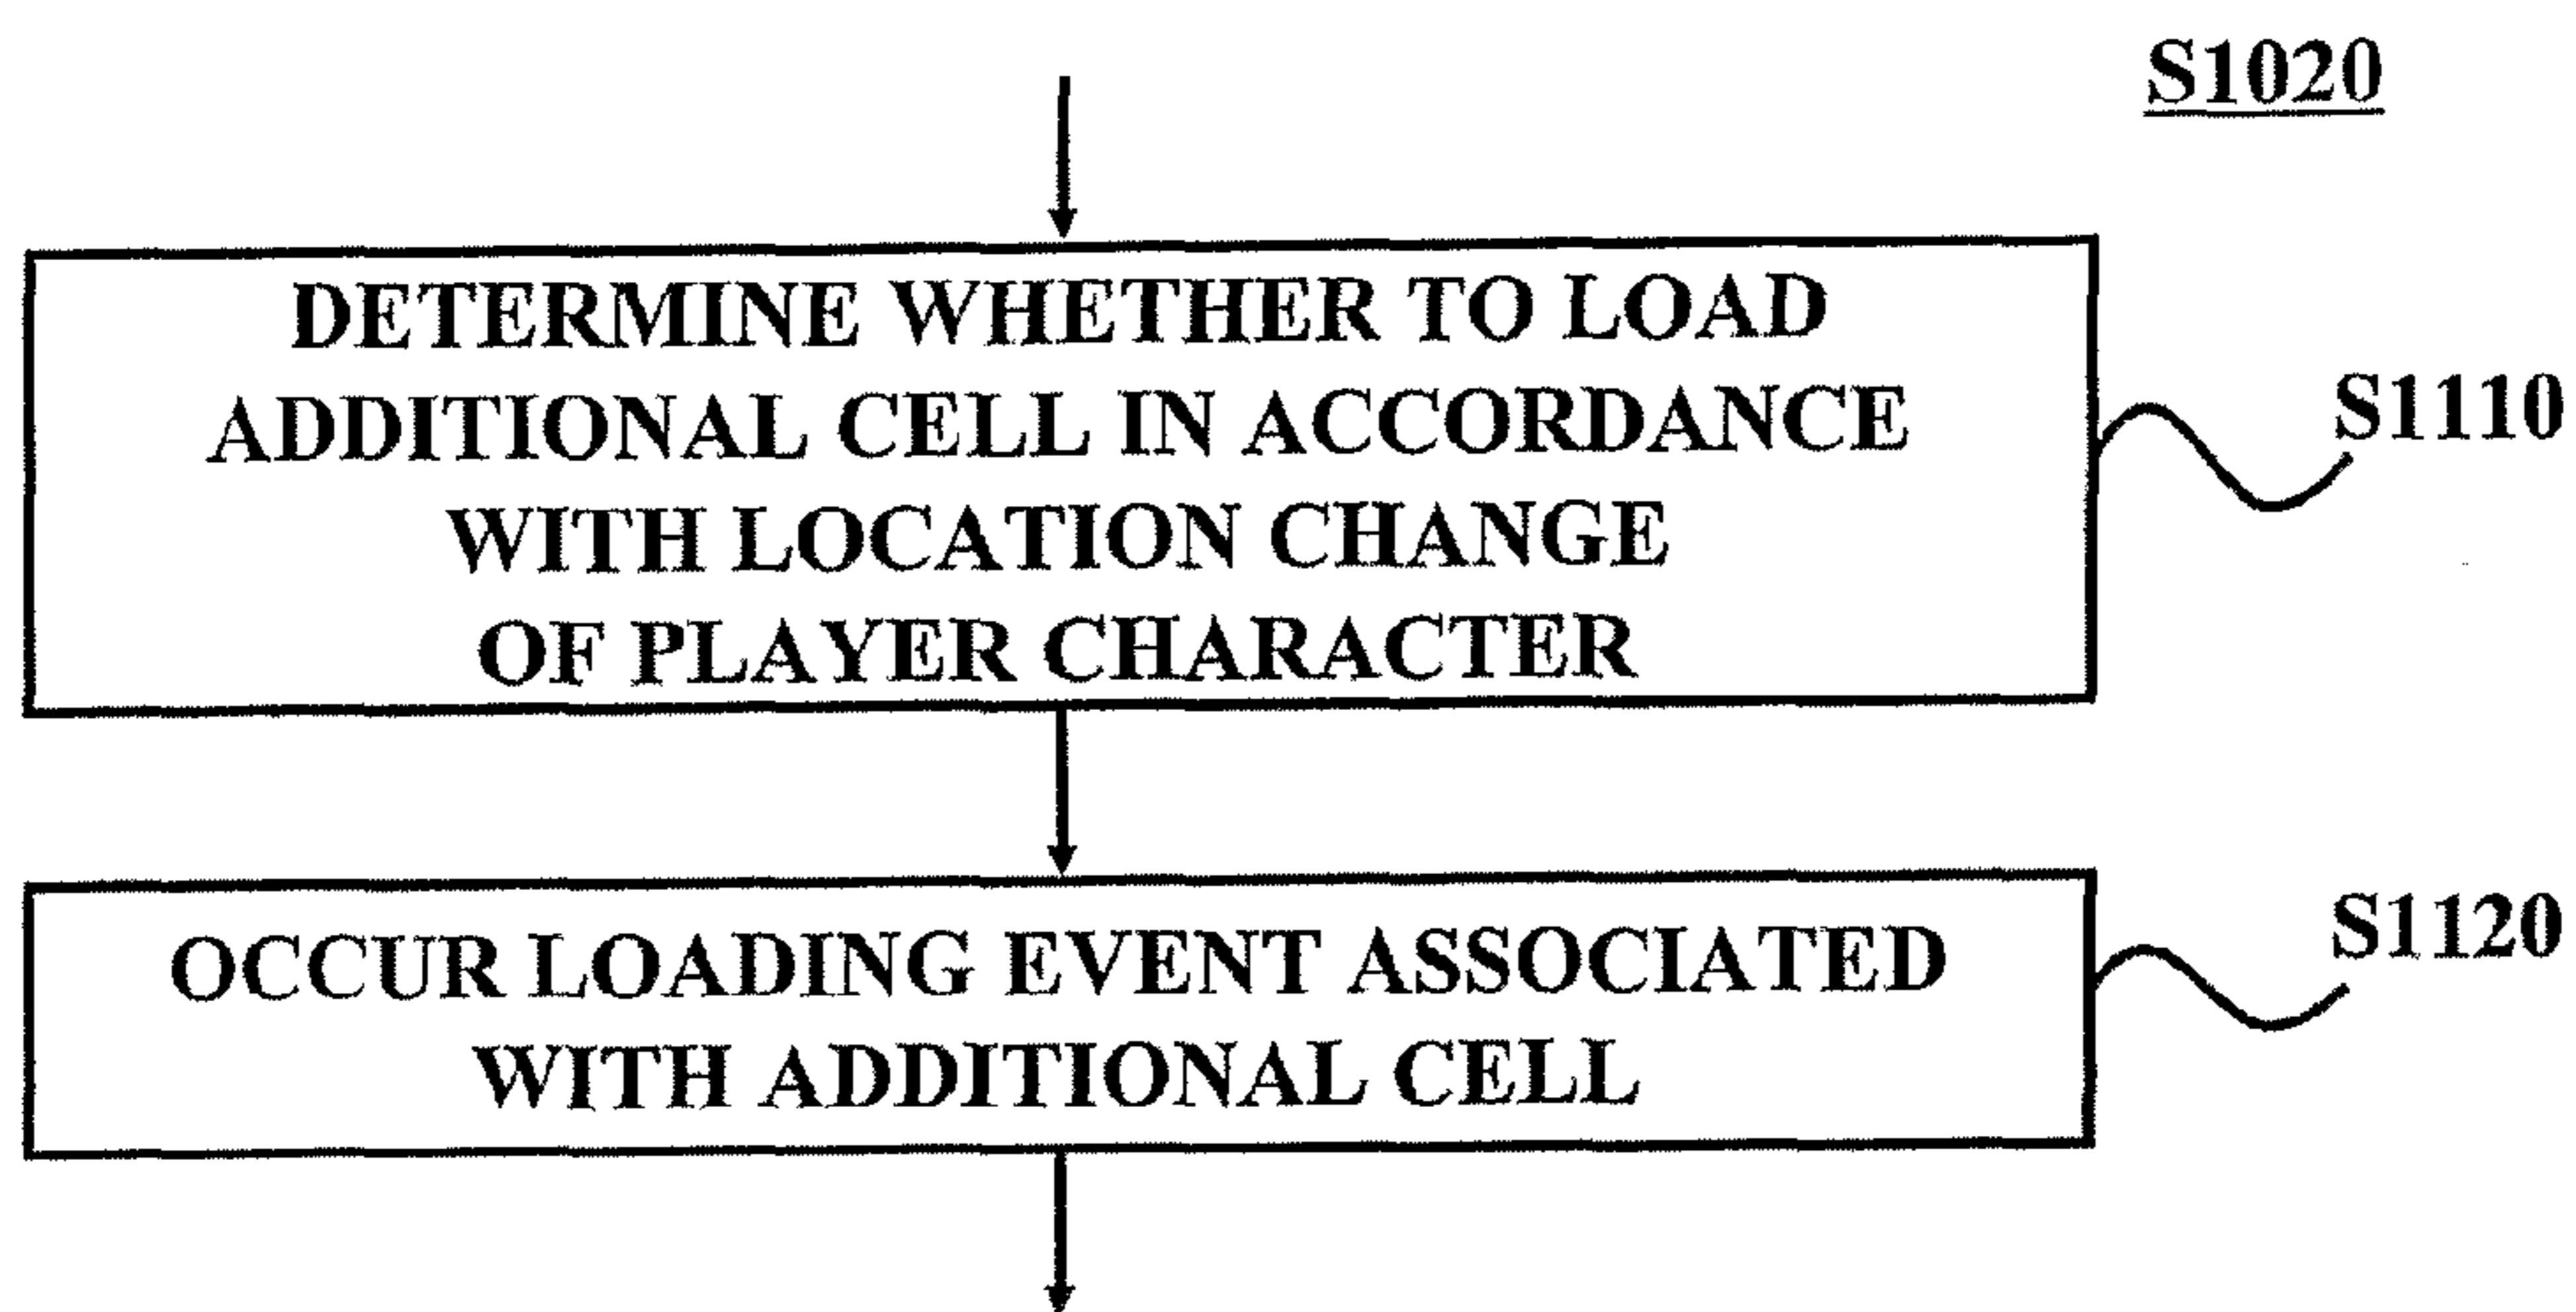 S1020
DETERMINE WHETHER TO LOAD
ADDITIONAL CELL IN ACCORDANCE
WITH LOCATION CHANGE
OF PLAYER CHARACTER
S1110
OCCUR LOADING EVENT ASSOCIATED
WITH ADDITIONAL CELL
S1120